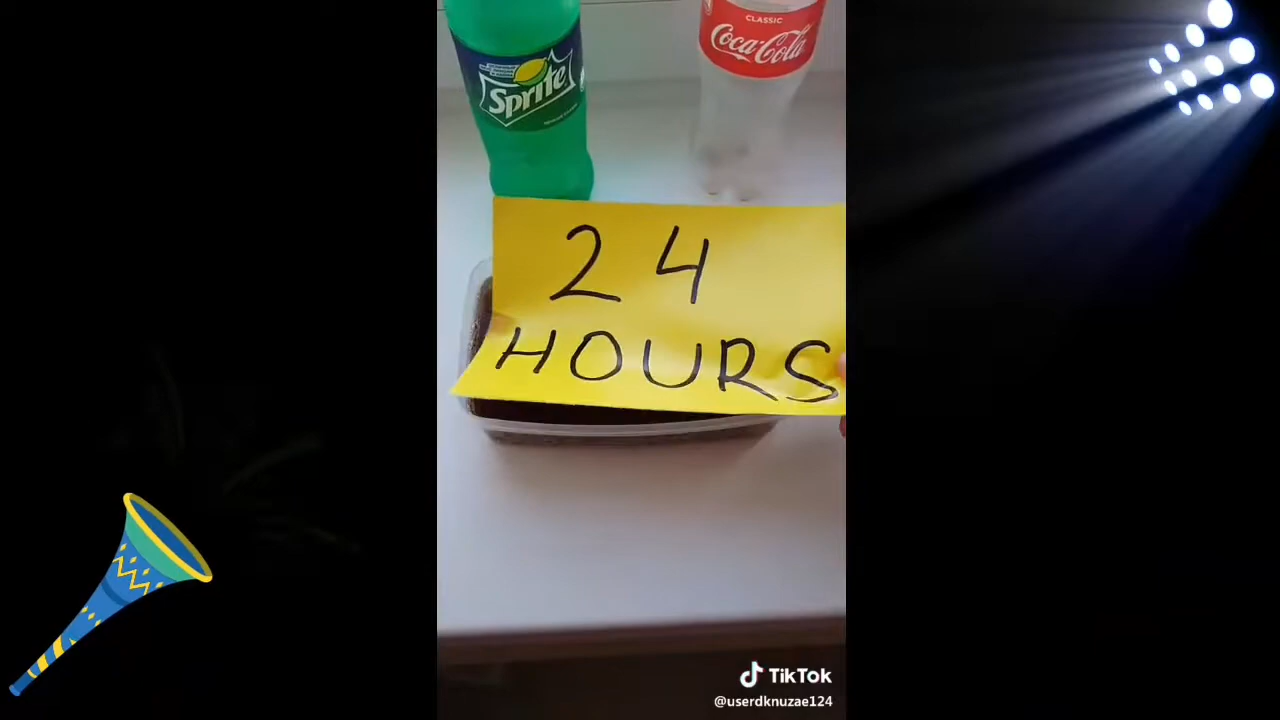 CLASSIC
Coca-Cola
Sprite
24
HOURS
TikTok
@userdknuzae124